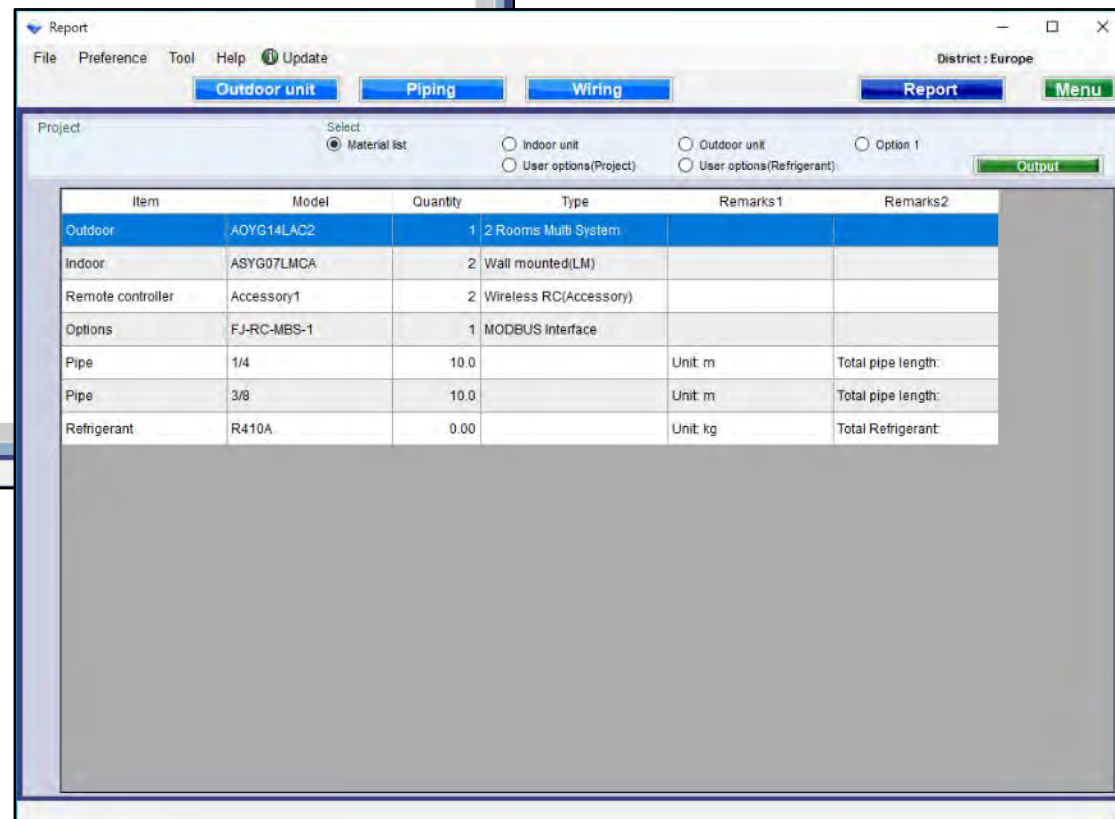 Report
File Preference Tool Help Update District : Europe
Outdoor unit Piping Wiring Report Menu
Project Select
Material list Indoor unit Outdoor unit Option 1
User options(Project) User options(Refrigerant) Output
Item Model Quantity Type Remarks1 Remarks2
Outdoor AOYG14LAC2 1 2 Rooms Multi System
Indoor ASYG07LMCA 2 Wall mounted(LM)
Remote controller Accessory1 2 Wireless RC(Accessory)
Options FJ-RC-MBS-1 1 MODBUS Interface
Pipe 1/4 10.0 Unit: m Total pipe length:
Pipe 3/8 10.0 Unit: m Total pipe length:
Refrigerant R410A 0.00 Unit: kg Total Refrigerant: